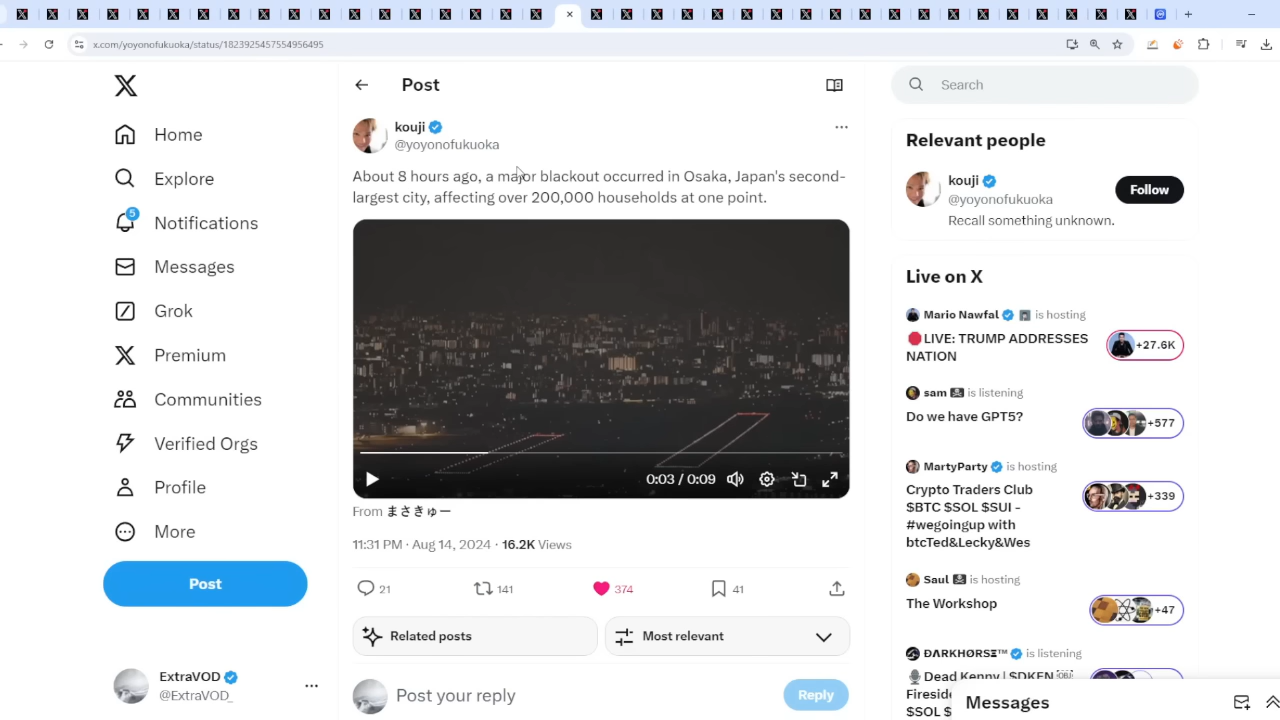 x.com/yoyonofukuoka/status/1823925457554956495
Home
Explore
5
Notifications
Messages
Grok
Premium
Communities
Verified Orgs
Profile
More
Post
ExtraVOD
@ExtraVOD_
Post
kouji
@yoyonofukuoka
About 8 hours ago, a major blackout occurred in Osaka, Japan's second-
largest city, affecting over 200,000 households at one point.
0:03 / 0:09
From まさきゅー
11:31 PM · Aug 14, 2024 · 16.2K Views
21
141
374
41
Related posts
Most relevant
Post your reply
Reply
Search
Relevant people
kouji
@yoyonofukuoka
Follow
Recall something unknown.
Live on X
Mario Nawfal is hosting
LIVE: TRUMP ADDRESSES
NATION
+27.6K
sam is listening
Do we have GPT5?
+577
MartyParty is hosting
Crypto Traders Club
$BTC $SOL $SUI -
#wegoingup with
btcTed&Lecky&Wes
+339
Saul is hosting
The Workshop
+47
ÐΛRKHØRSΞ™ is listening
Dead Kenny | $DKEN
Fireside
$SOL $
Messages